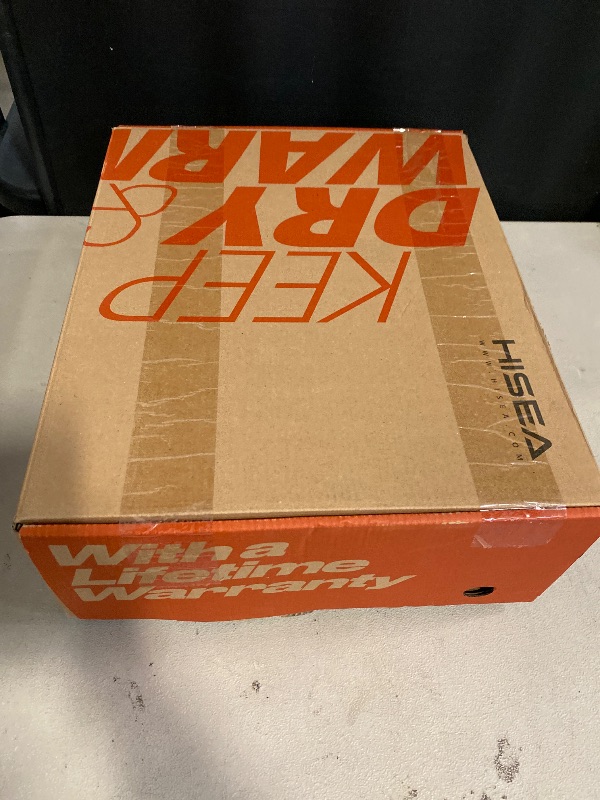 KEEP
DRY &
WARM
HISEA
WWW.HISEA.COM
With a
Lifetime
Warranty